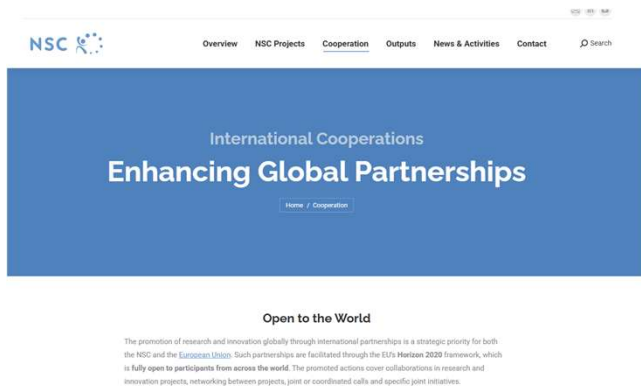 NSC
Overview NSC Projects Cooperation Outputs News & Activities Contact Search
International Cooperations
Enhancing Global Partnerships
Home / Cooperation
Open to the World
The promotion of research and innovation globally through international partnerships is a strategic priority for both
the NSC and the European Union. Such partnerships are facilitated through the EU's Horizon 2020 framework, which
is fully open to participants from across the world. The promoted actions cover collaborations in research and
innovation projects, networking between projects, joint or coordinated calls and specific joint initiatives.